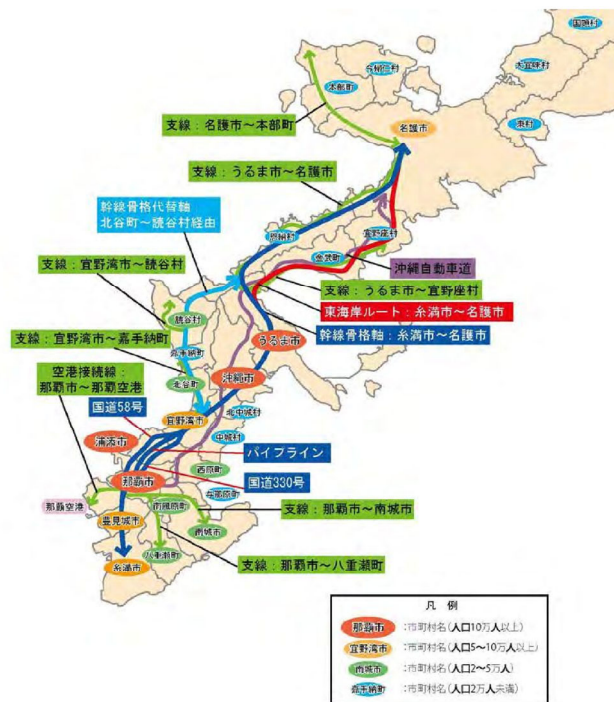 国頭村
大宜味村
今帰仁村
本部町
東村
支線：名護市～本部町
名護市
支線：うるま市～名護市
幹線骨格代替軸
北谷町～読谷村経由
恩納村
宜野座村
金武町
沖縄自動車道
支線：宜野湾市～読谷村
支線：うるま市～宜野座村
東海岸ルート：糸満市～名護市
読谷村
幹線骨格軸：糸満市～名護市
支線：宜野湾市～嘉手納町
うるま市
嘉手納町
空港接続線：
那覇市～那覇空港
沖縄市
北谷町
国道58号
宜野湾市
北中城村
浦添市
中城村
パイプライン
西原町
那覇市
国道330号
与那原町
那覇空港
南風原町
支線：那覇市～南城市
豊見城市
南城市
八重瀬町
糸満市
支線：那覇市～八重瀬町
凡　例
那覇市 ：市町村名（人口10万人以上）
宜野湾市 ：市町村名（人口5～10万人以上）
南城市 ：市町村名（人口2～5万人）
嘉手納町 ：市町村名（人口2万人未満）